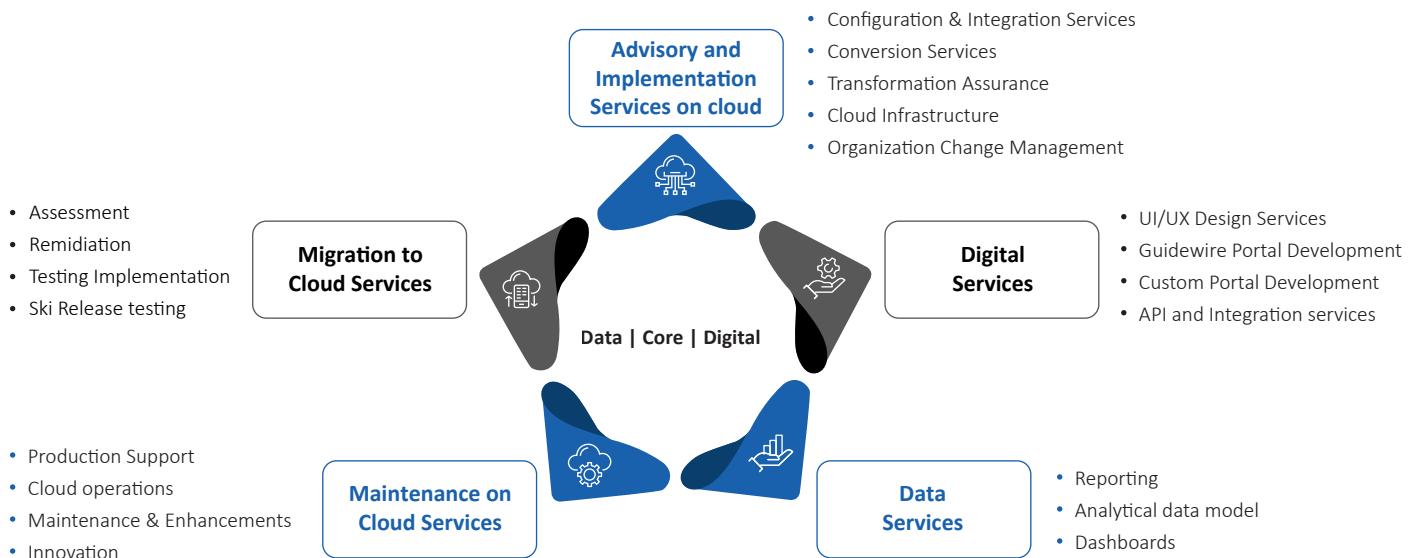 Advisory and
Implementation
Services on cloud
• Configuration & Integration Services
• Conversion Services
• Transformation Assurance
• Cloud Infrastructure
• Organization Change Management
• Assessment
• Remidiation
• Testing Implementation
• Ski Release testing
Migration to
Cloud Services
Digital
Services
• UI/UX Design Services
• Guidewire Portal Development
• Custom Portal Development
• API and Integration services
Data | Core | Digital
• Production Support
• Cloud operations
• Maintenance & Enhancements
• Innovation
Maintenance on
Cloud Services
Data
Services
• Reporting
• Analytical data model
• Dashboards